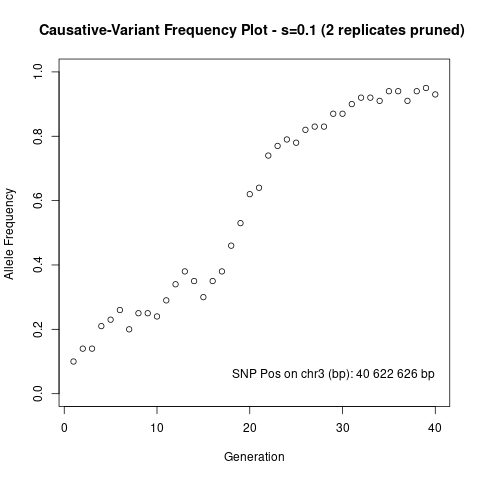 Causative-Variant Frequency Plot - s=0.1 (2 replicates pruned)
1.0
0.8
0.6
0.4
0.2
0.0
Allele Frequency
SNP Pos on chr3 (bp): 40 622 626 bp
0 10 20 30 40
Generation